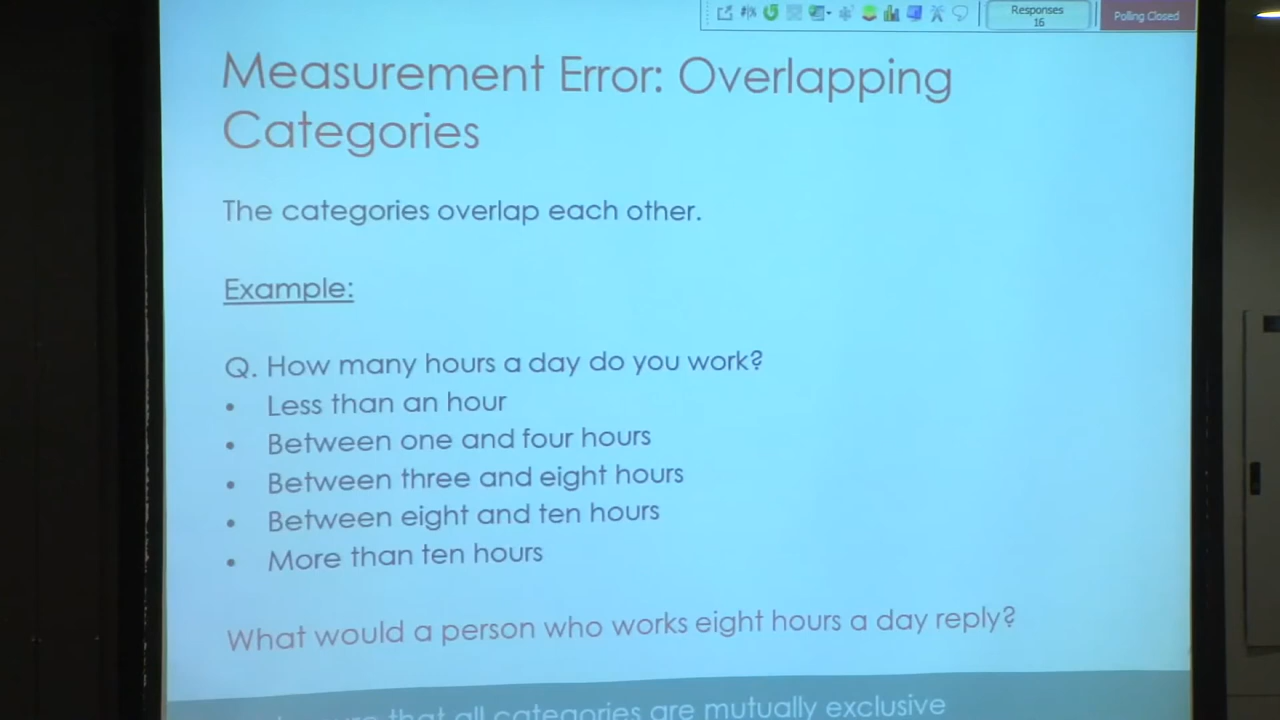 Responses
16
Polling Closed
Measurement Error: Overlapping
Categories
The categories overlap each other.
Example:
Q. How many hours a day do you work?
• Less than an hour
• Between one and four hours
• Between three and eight hours
• Between eight and ten hours
• More than ten hours
What would a person who works eight hours a day reply?
that all categories are mutually exclusive